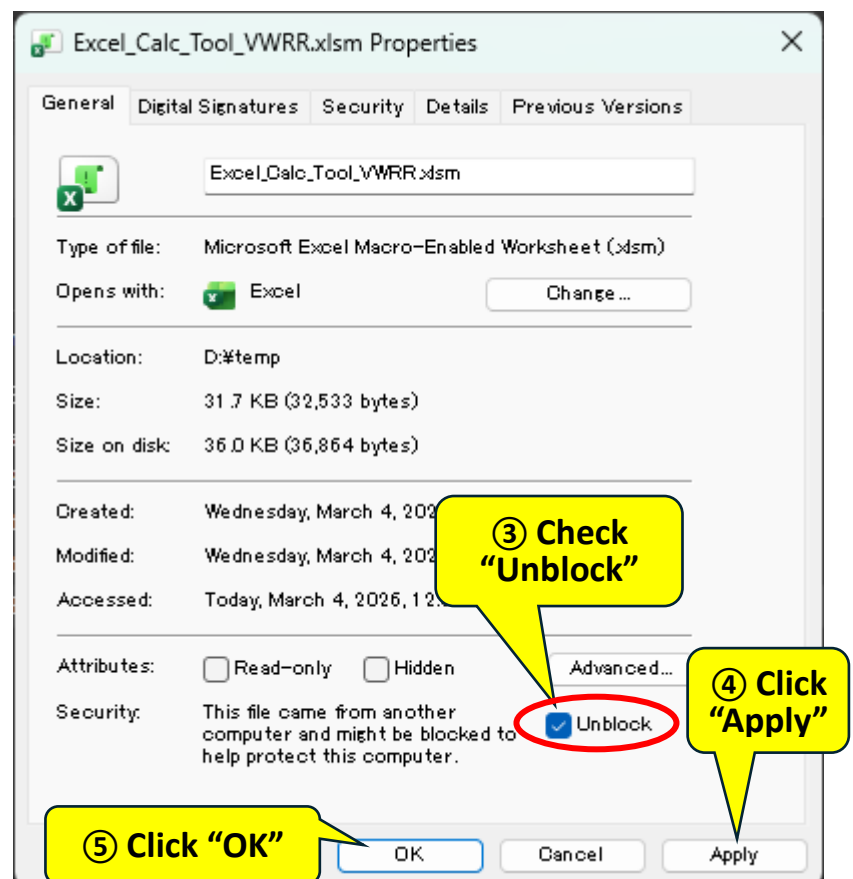 Excel_Calc_Tool_VWRR.xlsm Properties
General Digital Signatures Security Details Previous Versions
Excel_Calc_Tool_VWRR.xlsm
Type of file: Microsoft Excel Macro-Enabled Worksheet (.xlsm)
Opens with: Excel Change...
Location: D:¥temp
Size: 31.7 KB (32,533 bytes)
Size on disk: 36.0 KB (36,864 bytes)
Created: Wednesday, March 4, 202
Modified: Wednesday, March 4, 202
③ Check
“Unblock”
Accessed: Today, March 4, 2026, 12:
Attributes: Read-only Hidden Advanced...
Security: This file came from another
computer and might be blocked to
help protect this computer.
Unblock
④ Click
“Apply”
⑤ Click “OK”
OK Cancel Apply